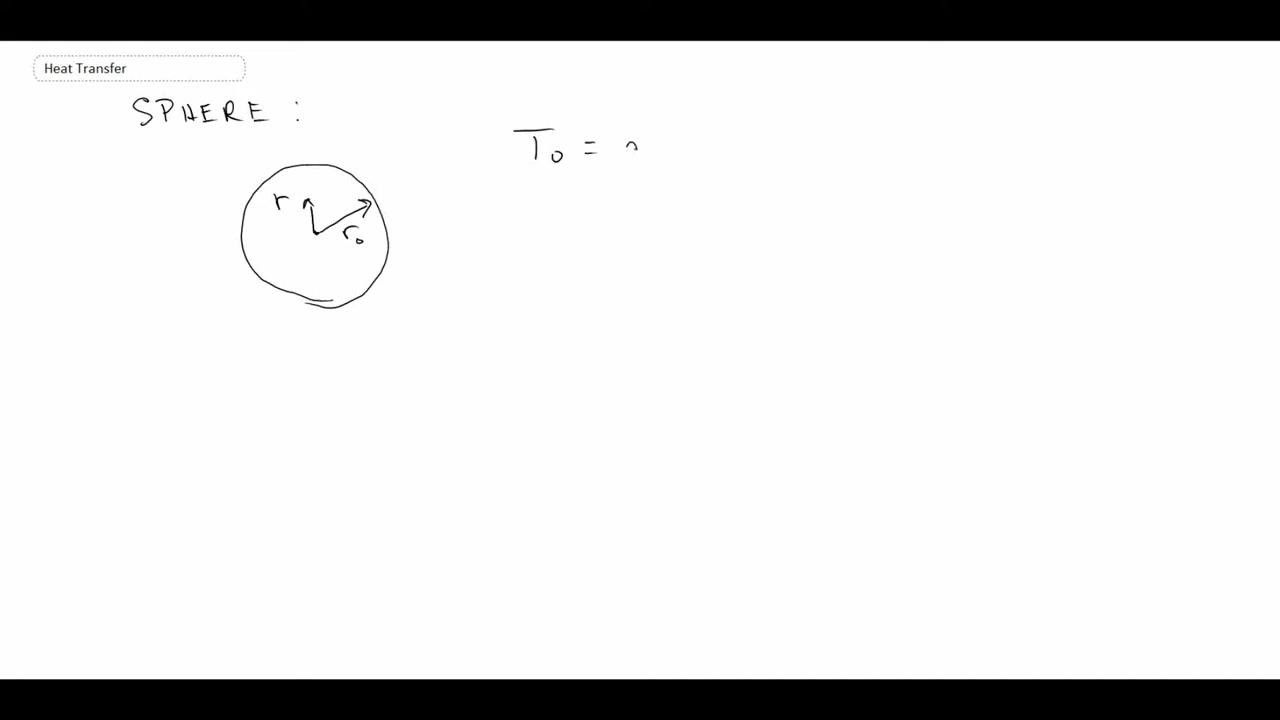 Heat Transfer
SPHERE :
T₀ =
r
r₀